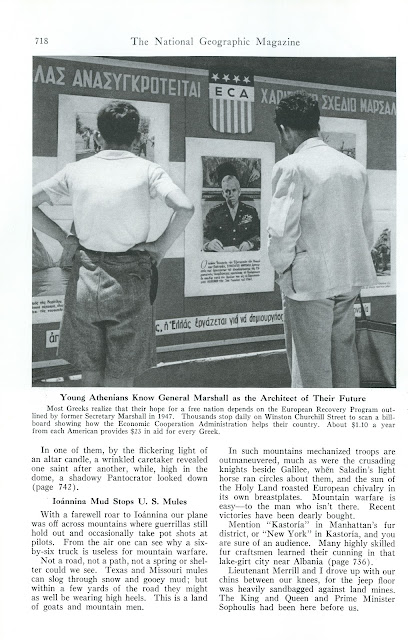 718
The National Geographic Magazine
ΛΑΣ ΑΝΑΣΥΓΚΡΟΤΕΙΤΑΙ
ECA
ΣΧΕΔΙΟ ΜΑΡΣΑΛ
ἡ Ἑλλὰς ἐργάζεται γιὰ νὰ
Young Athenians Know General Marshall as the Architect of Their Future
Most Greeks realize that their hope for a free nation depends on the European Recovery Program out-
lined by former Secretary Marshall in 1947. Thousands stop daily on Winston Churchill Street to scan a bill-
board showing how the Economic Cooperation Administration helps their country. About $1.10 a year
from each American provides $25 in aid for every Greek.
In one of them, by the flickering light of
an altar candle, a wrinkled caretaker revealed
one saint after another, while, high in the
dome, a shadowy Pantocrator looked down
(page 742).
Ioánnina Mud Stops U. S. Mules
With a farewell roar to Ioánnina our plane
was off across mountains where guerrillas still
hold out and occasionally take pot shots at
pilots. From the air one can see why a six-
by-six truck is useless for mountain warfare.
Not a road, not a path, not a spring or shel-
ter could we see. Texas and Missouri mules
can slog through snow and gooey mud; but
within a few yards of the road they might
as well be wearing high heels. This is a land
of goats and mountain men.
In such mountains mechanized troops are
outmaneuvered, much as were the crusading
knights beside Galilee, when Saladin's light
horse ran circles about them, and the sun of
the Holy Land roasted European chivalry in
its own breastplates. Mountain warfare is
easy—to the man who isn't there. Recent
victories have been dearly bought.
Mention "Kastoria" in Manhattan's fur
district, or "New York" in Kastoria, and you
are sure of an audience. Many highly skilled
fur craftsmen learned their cunning in that
lake-girt city near Albania (page 736).
Lieutenant Merrill and I drove up with our
chins between our knees, for the jeep floor
was heavily sandbagged against land mines.
The King and Queen and Prime Minister
Sophoulis had been here before us.